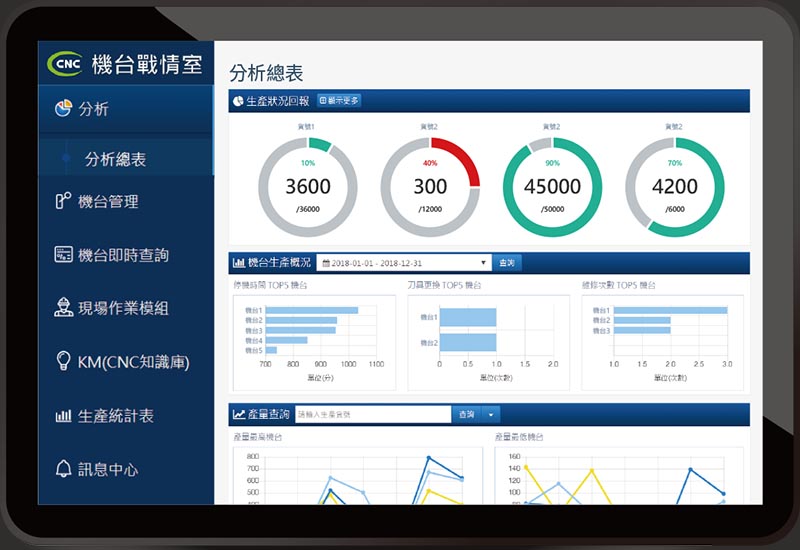 CNC 機台戰情室
分析
分析總表
機台管理
機台即時查詢
現場作業模組
KM(CNC知識庫)
生產統計表
訊息中心
分析總表
生產狀況回報 顯示更多
貨號1 貨號2 貨號2 貨號2
10% 40% 90% 70%
3600 300 45000 4200
/36000 /12000 /50000 /6000
機台生產概況 2018-01-01 - 2018-12-31 查詢
停機時間 TOP5 機台 刀具更換 TOP5 機台 維修次數 TOP5 機台
機台1
機台2
機台3
機台4
機台5
700 800 900 1000 1100
單位(分)
機台1
機台2
0 0.5 1.0 1.5 2.0
單位(次數)
機台1
機台2
機台3
1.0 1.5 2.0 2.5 3.0
單位(次數)
產量查詢 請輸入生產貨號 查詢
產量最高機台 產量最低機台
800
700
600
500
400
160
140
120
100
80